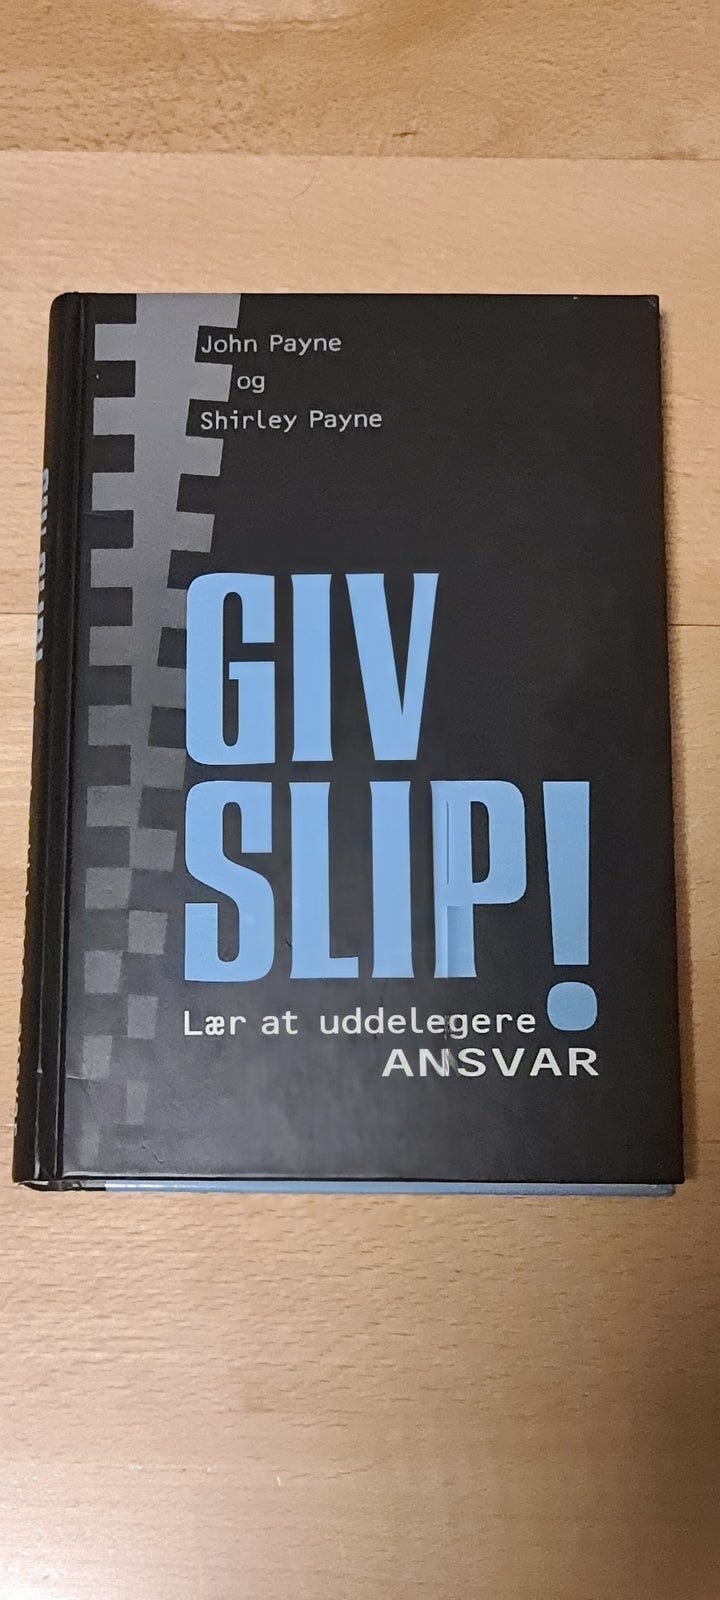 John Payne
og
Shirley Payne
GIV
SLIP!
Lær at uddelegere
ANSVAR